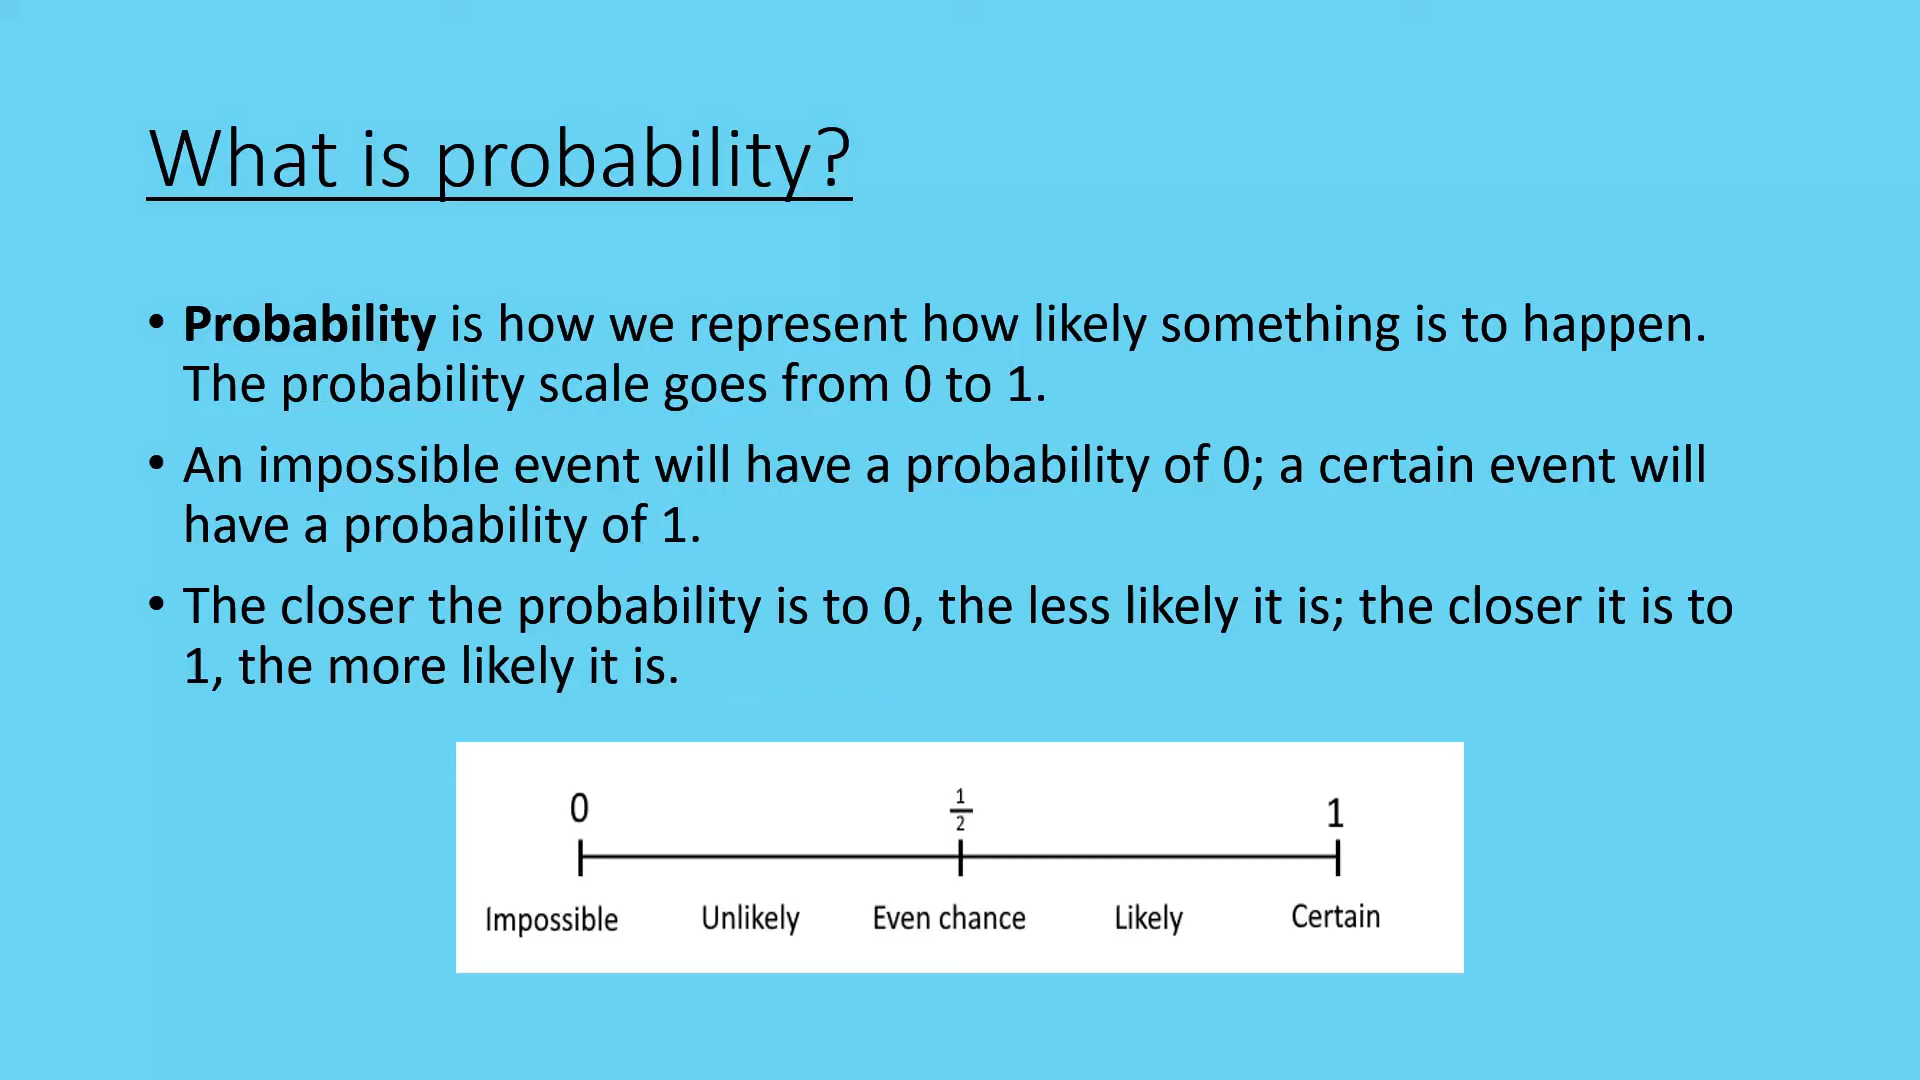 What is probability?
• Probability is how we represent how likely something is to happen.
The probability scale goes from 0 to 1.
• An impossible event will have a probability of 0; a certain event will
have a probability of 1.
• The closer the probability is to 0, the less likely it is; the closer it is to
1, the more likely it is.
0 1/2 1
Impossible Unlikely Even chance Likely Certain